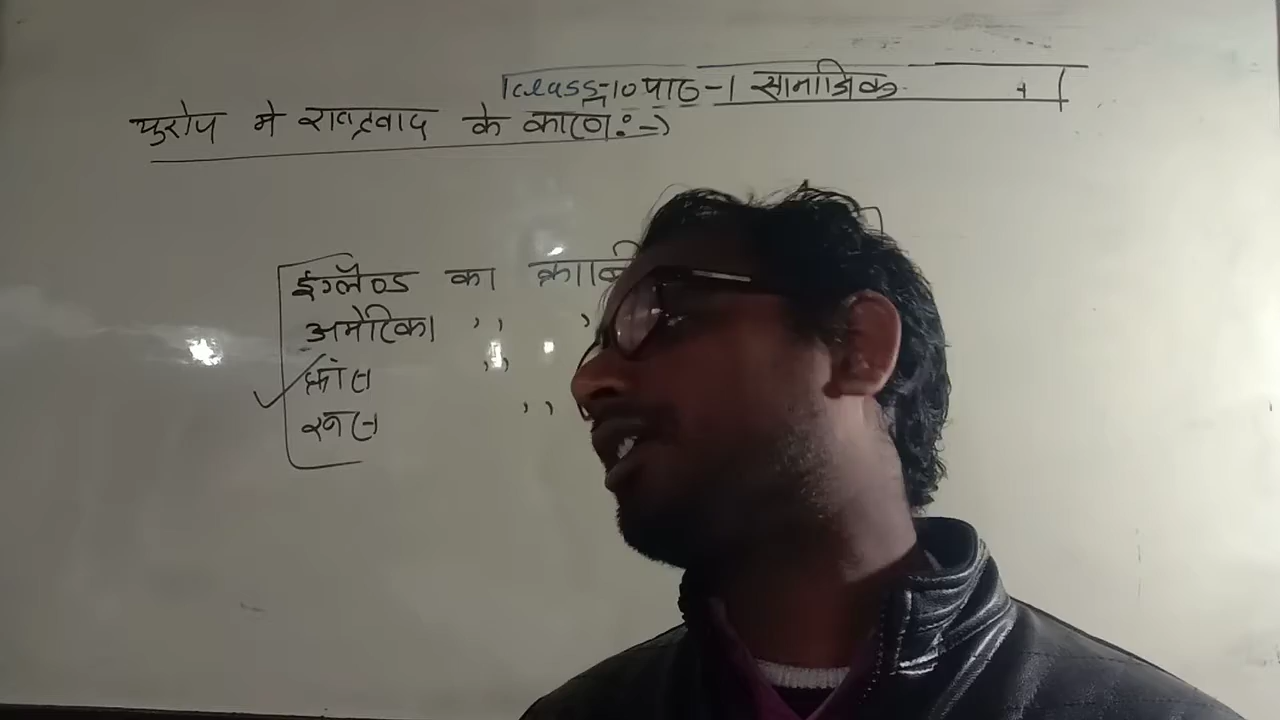 class-10 पाठ-1 सामाजिक
युरोप मे राष्ट्रवाद के कारण :-)
इंग्लैण्ड का
अमेरिका ,, ,
फ्रांस ,,
रूस ,,